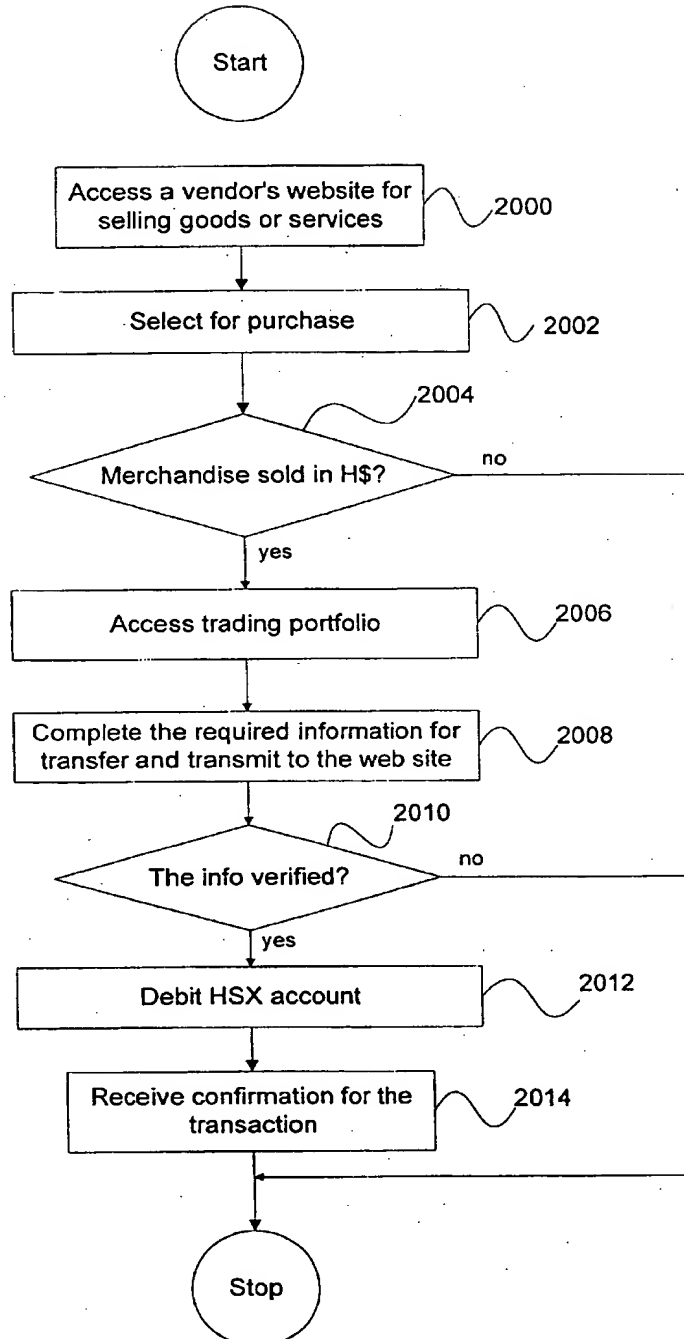 Start
Access a vendor's website for
selling goods or services
2000
Select for purchase
2002
2004
Merchandise sold in H$?
no
yes
Access trading portfolio
2006
Complete the required information for
transfer and transmit to the web site
2008
2010
The info verified?
no
yes
Debit HSX account
2012
Receive confirmation for the
transaction
2014
Stop